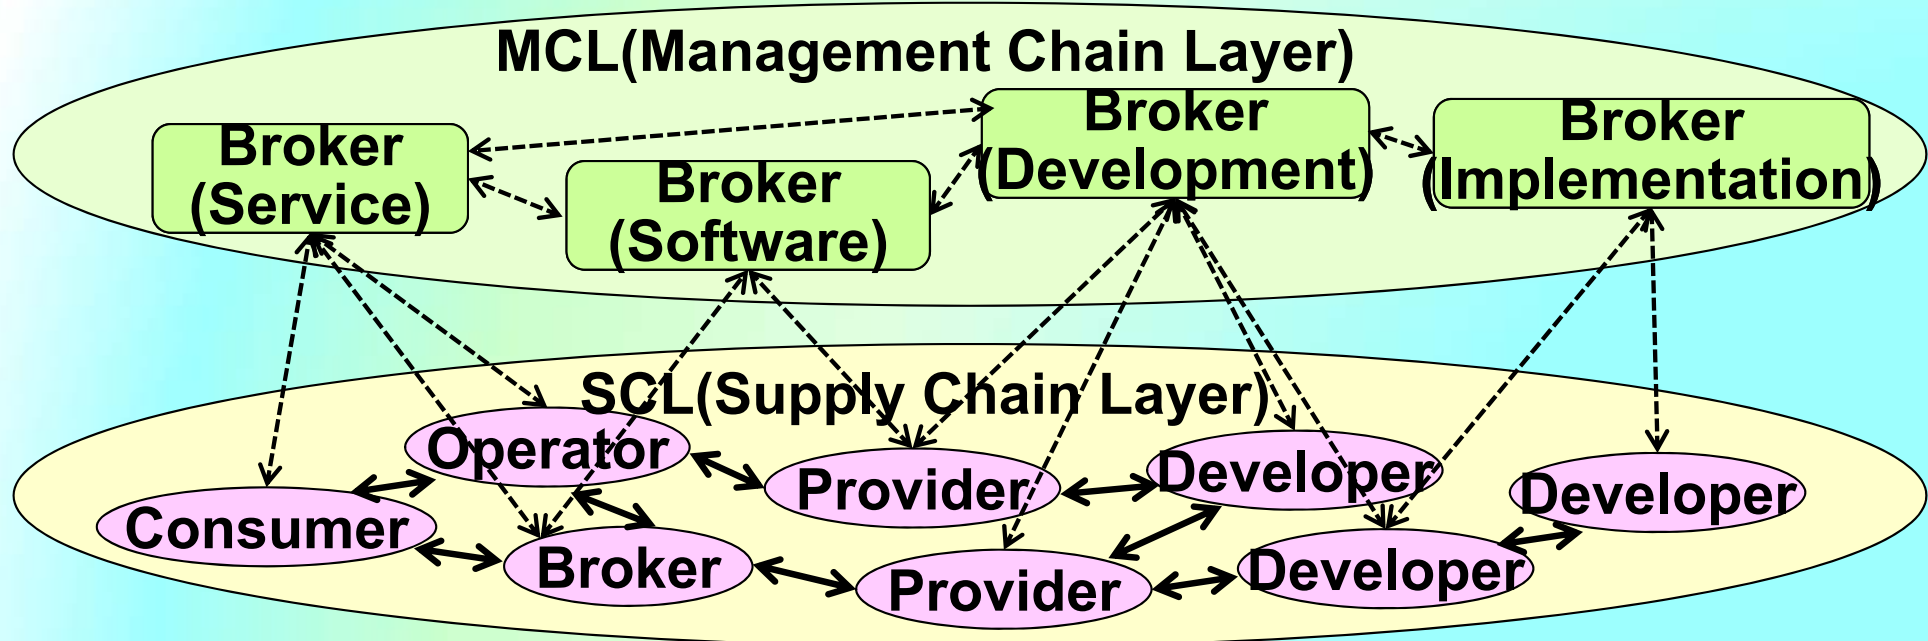 MCL(Management Chain Layer)
Broker
(Service)
Broker
(Software)
Broker
(Development)
Broker
(Implementation)
SCL(Supply Chain Layer)
Operator
Provider
Developer
Developer
Consumer
Broker
Provider
Developer